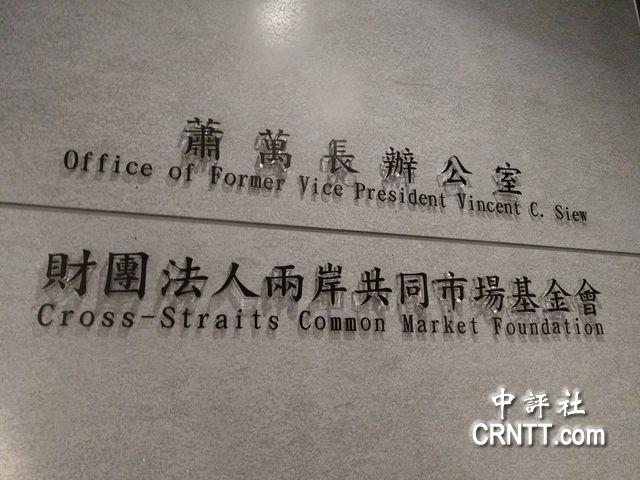 蕭萬長辦公室
Office of Former Vice President Vincent C. Siew
財團法人兩岸共同市場基金會
Cross-Straits Common Market Foundation
中評社
CRNTT.com